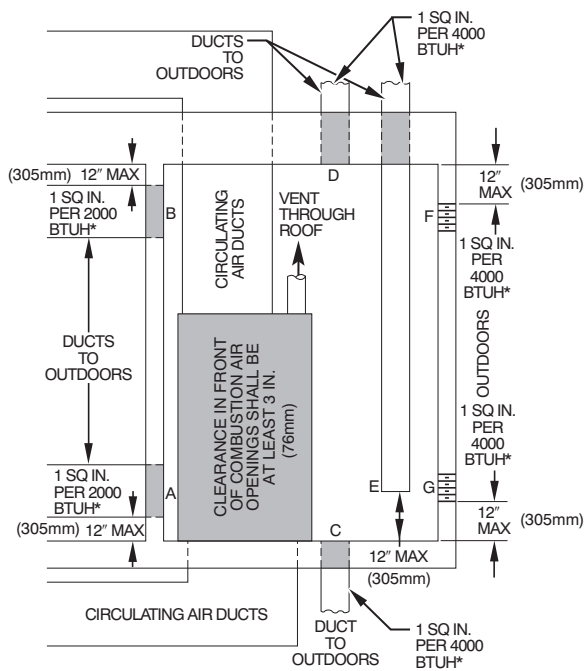 1 SQ IN.
PER 4000
BTUH*
DUCTS
TO
OUTDOORS
12″ MAX
(305mm)
1 SQ IN.
PER 2000
BTUH*
B
D
CIRCULATING
AIR DUCTS
VENT
THROUGH
ROOF
12″
MAX
(305mm)
F
1 SQ IN.
PER
4000
BTUH*
DUCTS
TO
OUTDOORS
CLEARANCE IN FRONT
OF COMBUSTION AIR
OPENINGS SHALL BE
AT LEAST 3 IN.
(76mm)
OUTDOORS
1 SQ IN.
PER
4000
BTUH*
1 SQ IN.
PER 2000
BTUH*
A
E
G
(305mm)
12″ MAX
C
12″ MAX
(305mm)
12″
MAX
(305mm)
CIRCULATING AIR DUCTS
DUCT
TO
OUTDOORS
1 SQ IN.
PER 4000
BTUH*